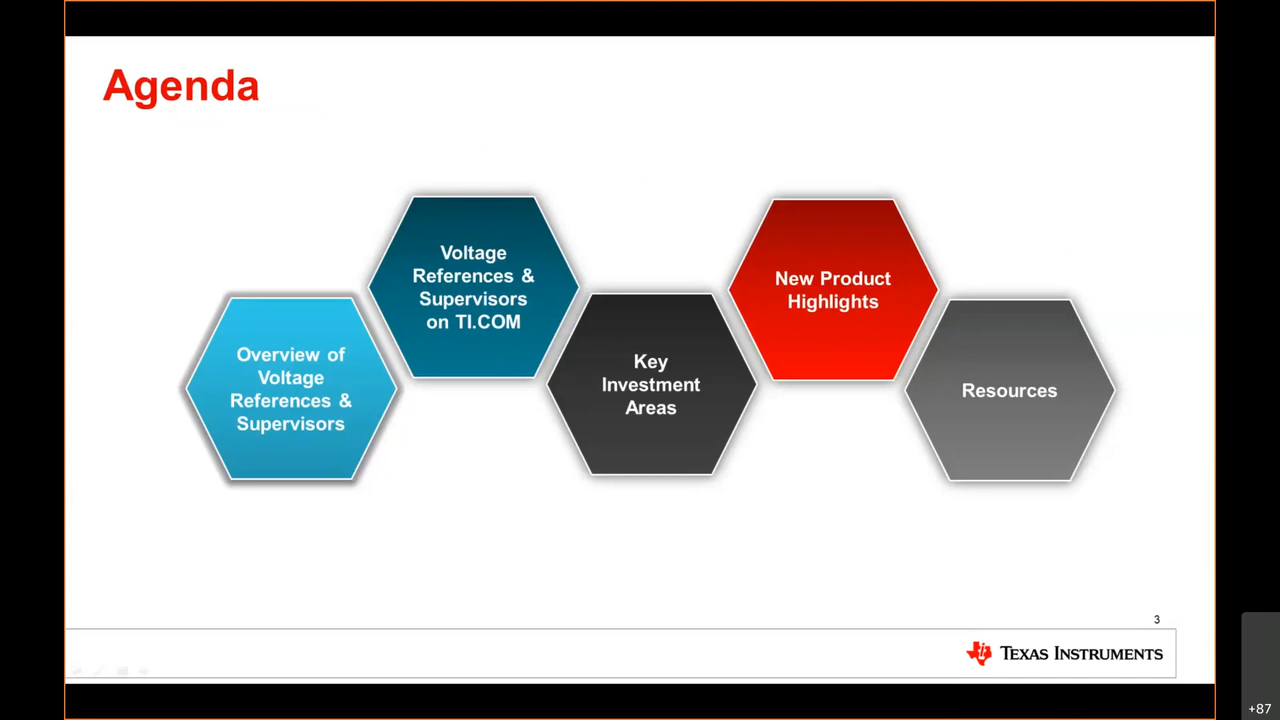 Agenda
Overview of
Voltage
References &
Supervisors
Voltage
References &
Supervisors
on TI.COM
Key
Investment
Areas
New Product
Highlights
Resources
3
TEXAS INSTRUMENTS
+87